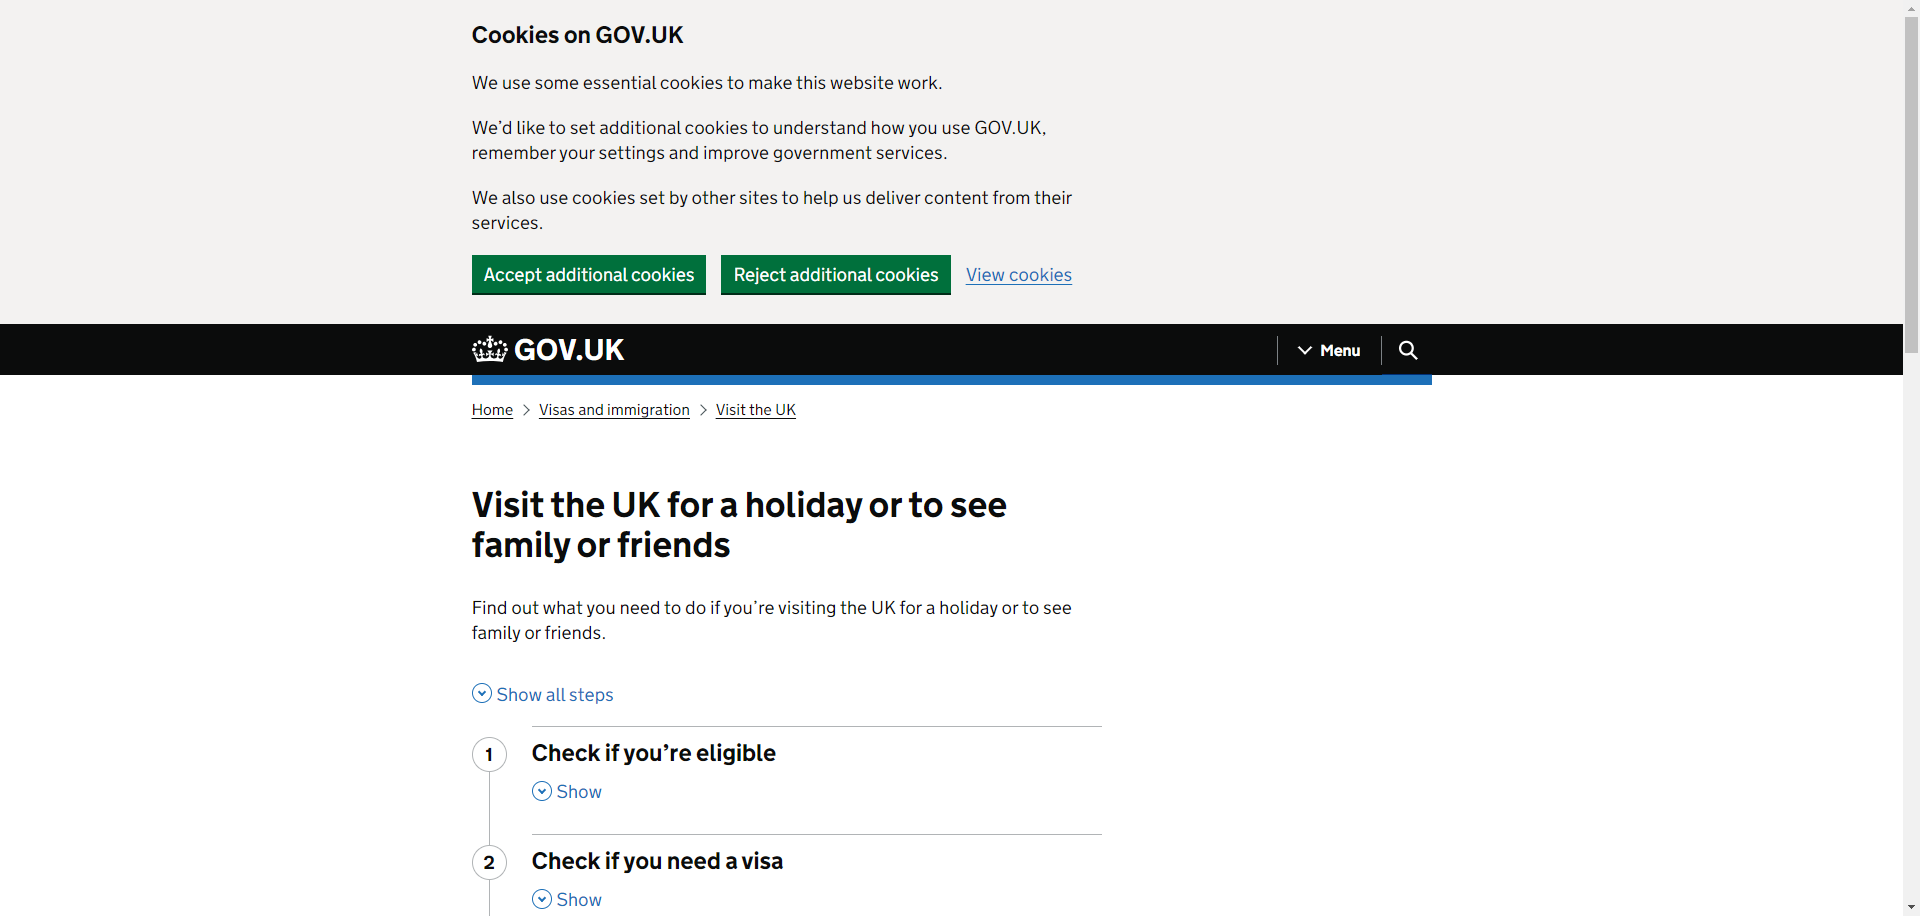 Cookies on GOV.UK
We use some essential cookies to make this website work.
We’d like to set additional cookies to understand how you use GOV.UK,
remember your settings and improve government services.
We also use cookies set by other sites to help us deliver content from their
services.
Accept additional cookies Reject additional cookies View cookies
GOV.UK Menu
Home Visas and immigration Visit the UK
Visit the UK for a holiday or to see
family or friends
Find out what you need to do if you’re visiting the UK for a holiday or to see
family or friends.
Show all steps
1 Check if you’re eligible
Show
2 Check if you need a visa
Show